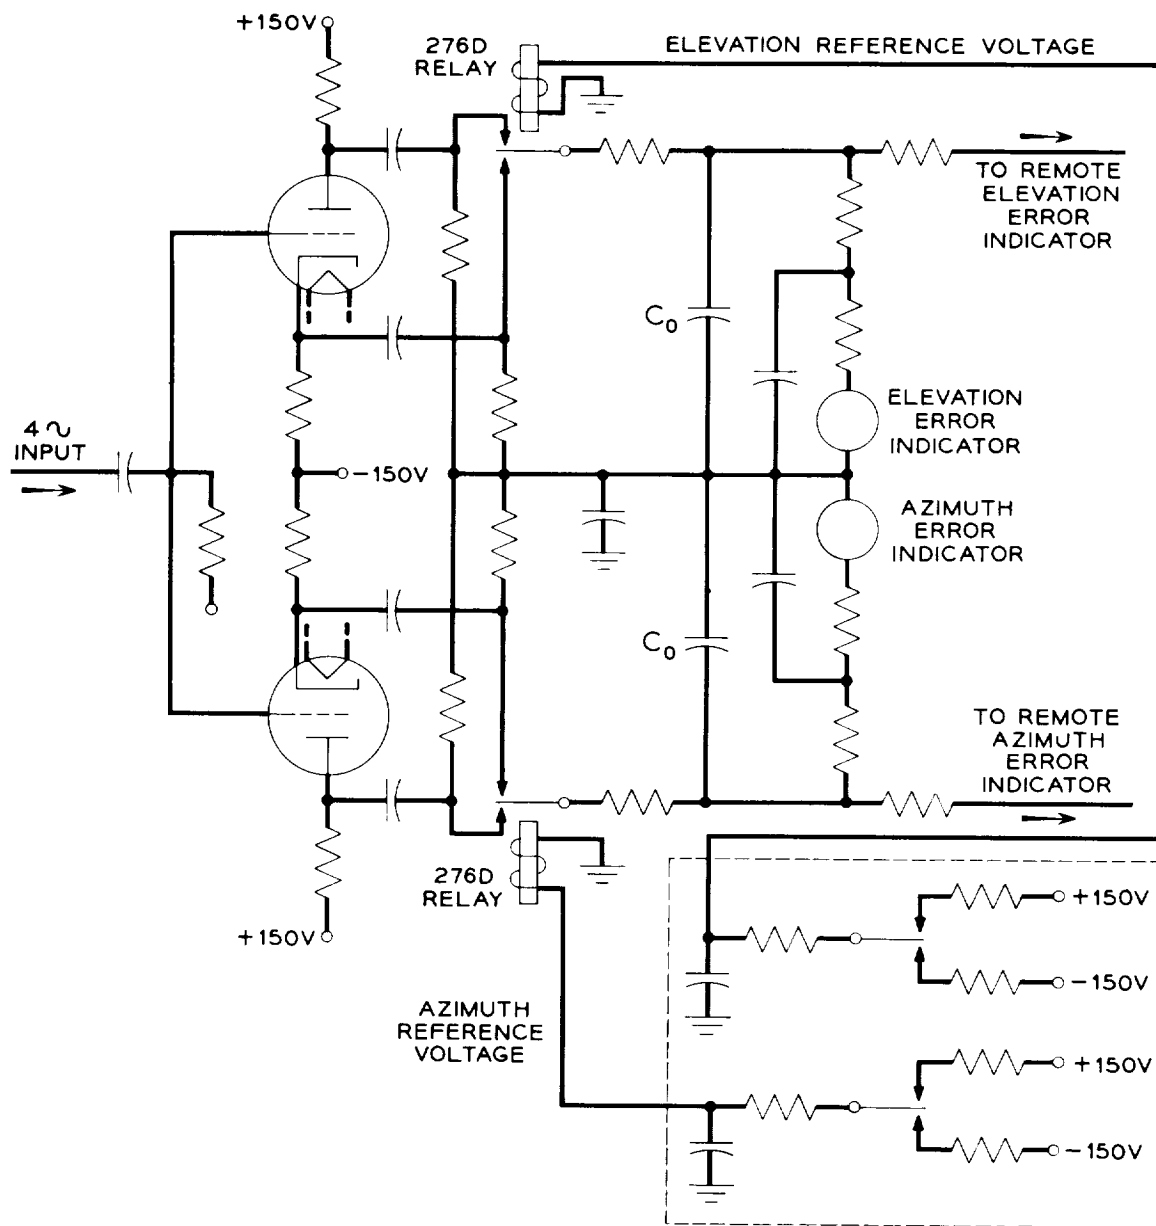 +150V
276D
RELAY
ELEVATION REFERENCE VOLTAGE
TO REMOTE
ELEVATION
ERROR
INDICATOR
C₀
ELEVATION
ERROR
INDICATOR
4∿
INPUT
-150V
AZIMUTH
ERROR
INDICATOR
C₀
TO REMOTE
AZIMUTH
ERROR
INDICATOR
276D
RELAY
+150V
+150V
-150V
AZIMUTH
REFERENCE
VOLTAGE
+150V
-150V